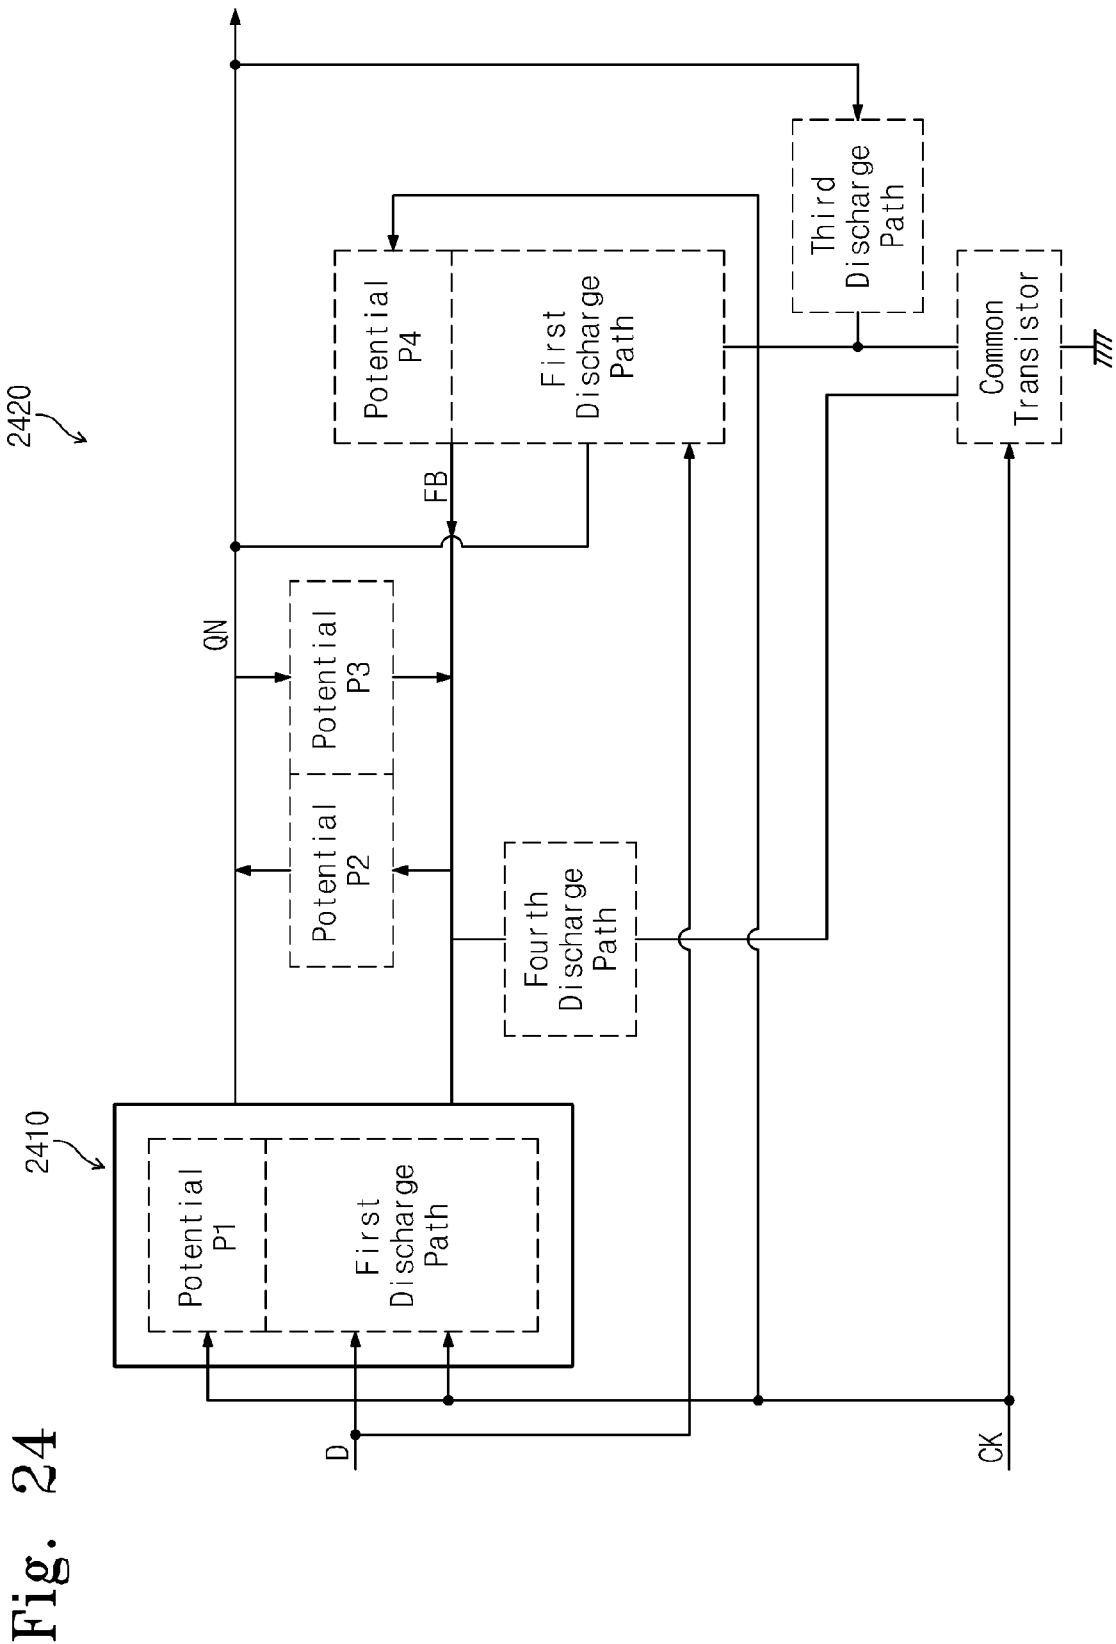 Fig. 24
2410
2420
Potential
P1
First
Discharge
Path
D
CK
QN
Potential
P2
Potential
P3
FB
Fourth
Discharge
Path
Potential
P4
First
Discharge
Path
Third
Discharge
Path
Common
Transistor